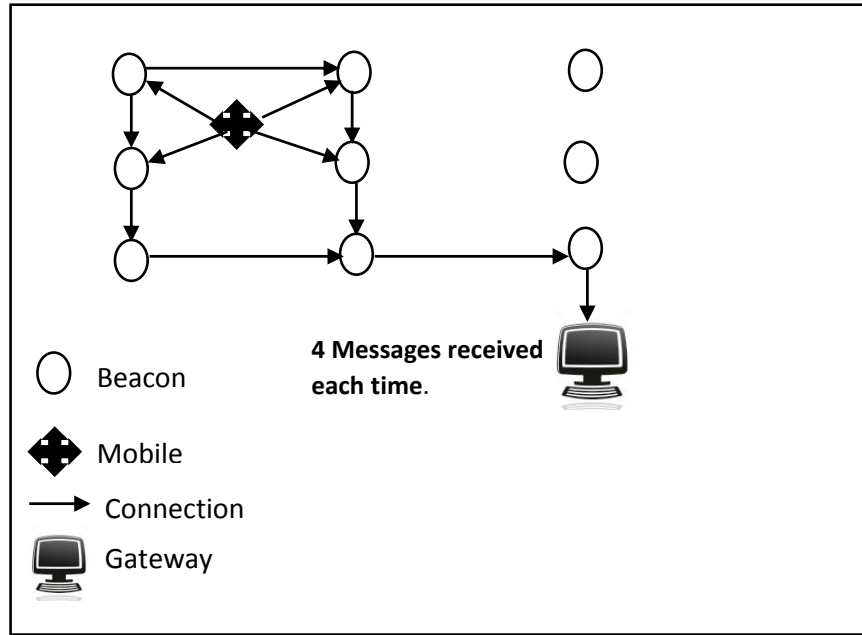 4 Messages received
each time.
Beacon
Mobile
Connection
Gateway